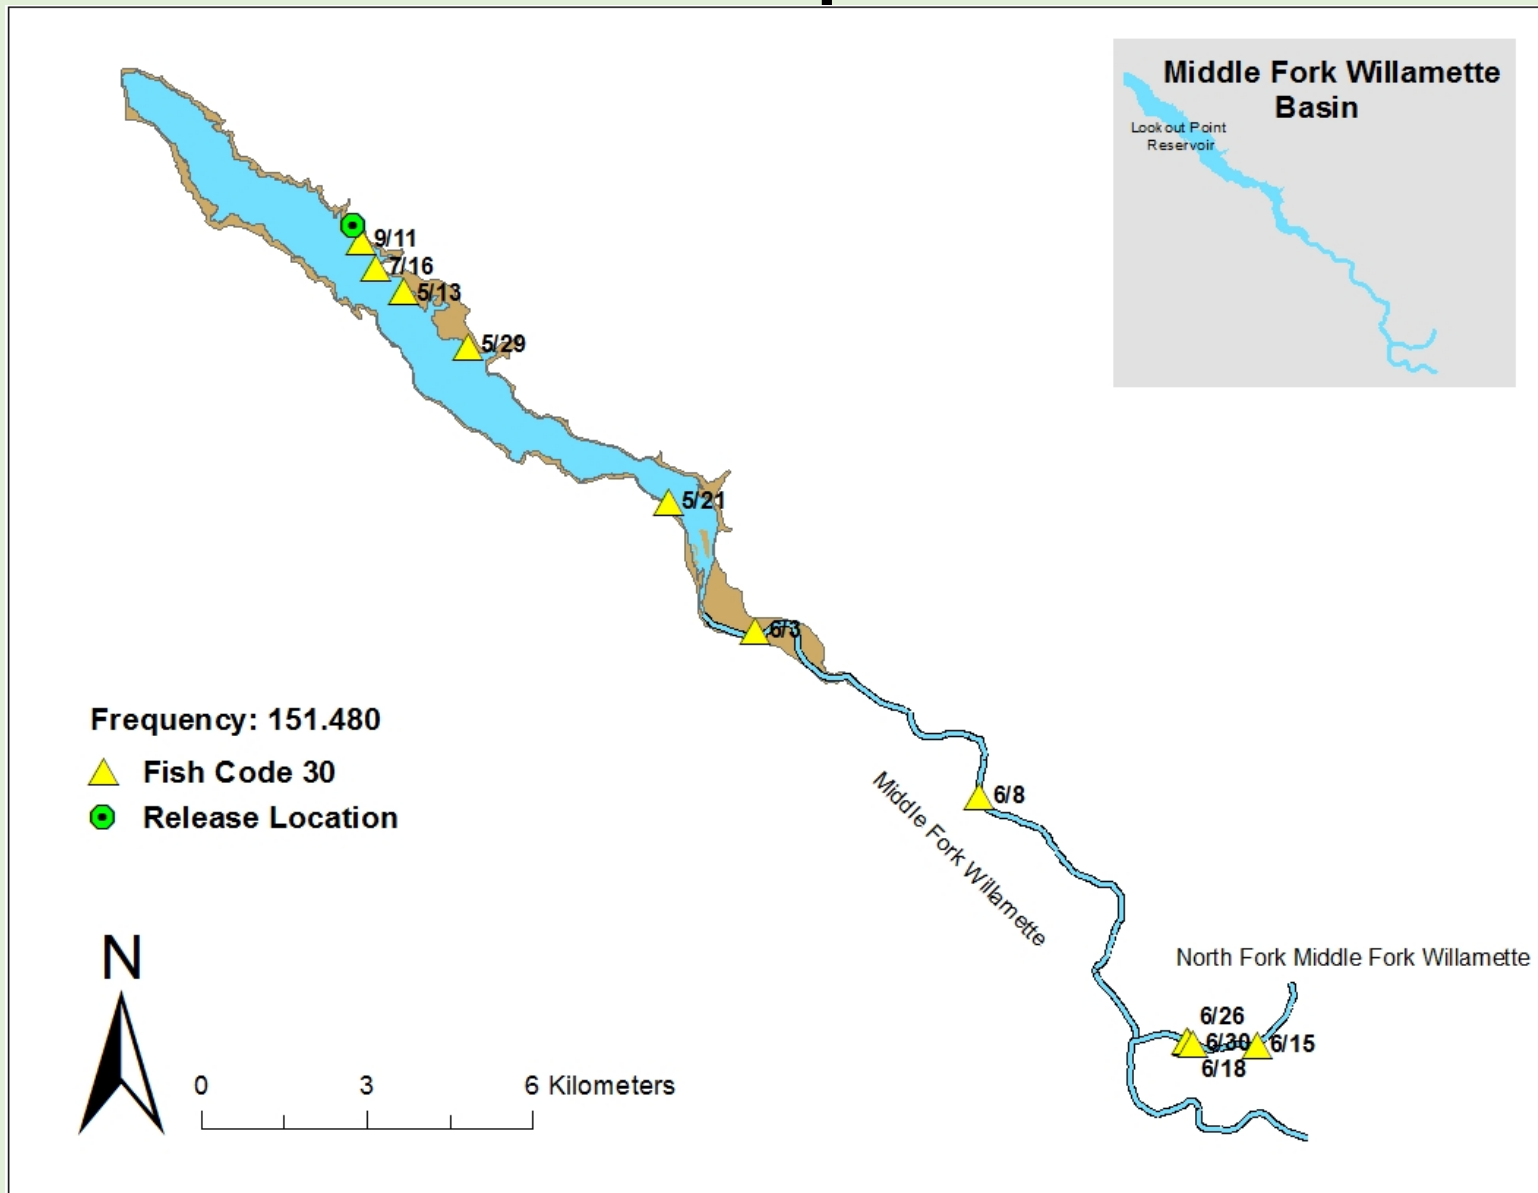 Middle Fork Willamette
Basin
Lookout Point
Reservoir
9/11
7/16
5/13
5/29
5/21
6/3
Frequency: 151.480
Fish Code 30
Release Location
6/8
Middle Fork Willamette
North Fork Middle Fork Willamette
N
6/26
6/30
6/15
6/18
0 3 6 Kilometers